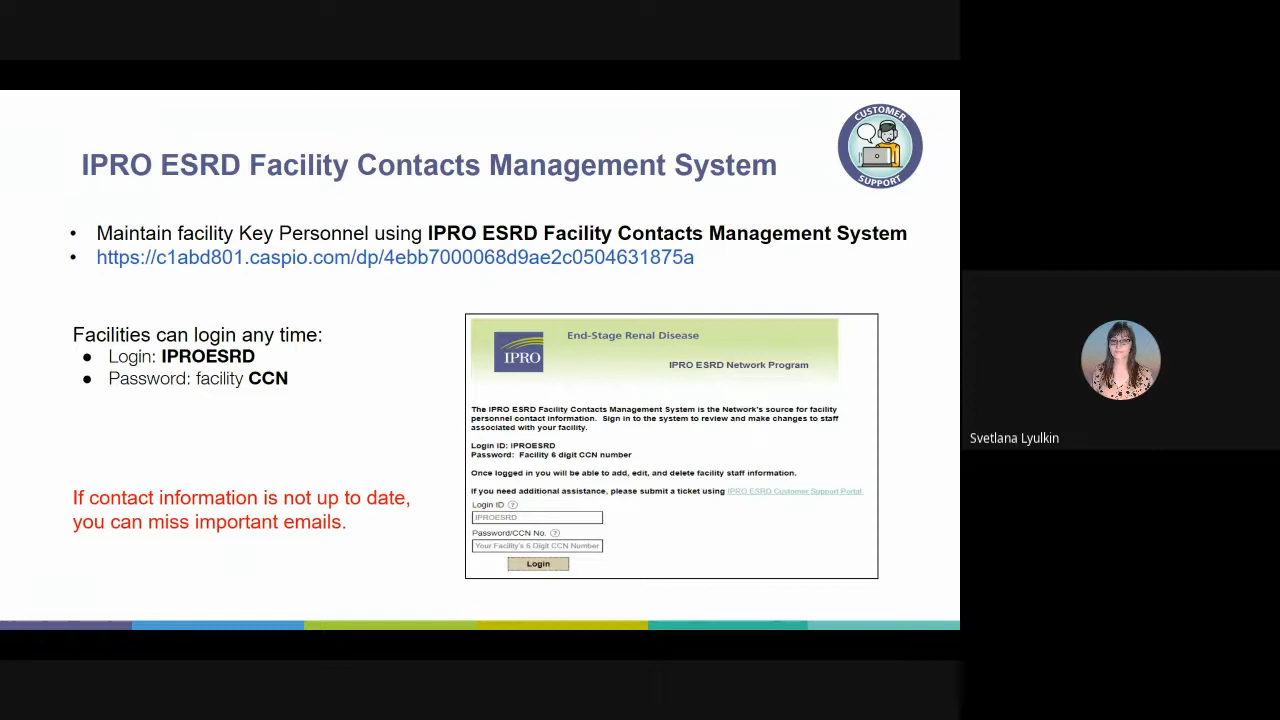 CUSTOMER
SUPPORT
IPRO ESRD Facility Contacts Management System
• Maintain facility Key Personnel using IPRO ESRD Facility Contacts Management System
• https://c1abd801.caspio.com/dp/4ebb7000068d9ae2c0504631875a
Facilities can login any time:
● Login: IPROESRD
● Password: facility CCN
If contact information is not up to date,
you can miss important emails.
End-Stage Renal Disease
IPRO
IPRO ESRD Network Program
The IPRO ESRD Facility Contacts Management System is the Network's source for facility
personnel contact information. Sign in to the system to review and make changes to staff
associated with your facility.
Login ID: IPROESRD
Password: Facility 6 digit CCN number
Once logged in you will be able to add, edit, and delete facility staff information.
If you need additional assistance, please submit a ticket using IPRO ESRD Customer Support Portal.
Login ID ?
IPROESRD
Password/CCN No. ?
Your Facility's 6 Digit CCN Number
Login
Svetlana Lyulkin